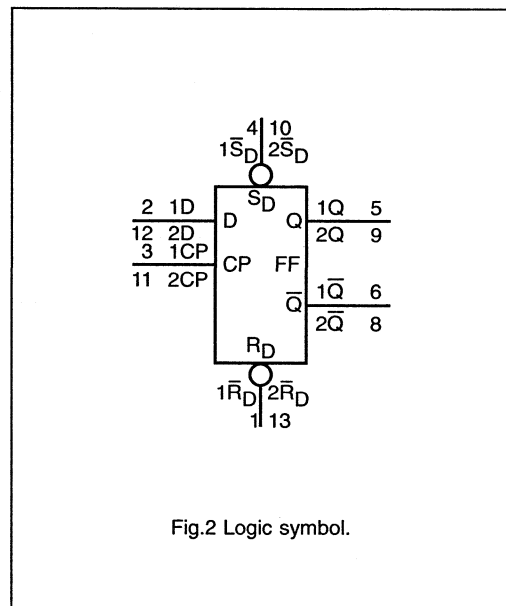 4 10
1S̅D 2S̅D
SD
2 1D D Q 1Q 5
12 2D 2Q 9
3 1CP CP FF
11 2CP
Q̅ 1Q̅ 6
2Q̅ 8
RD
1R̅D 2R̅D
1 13
Fig.2 Logic symbol.